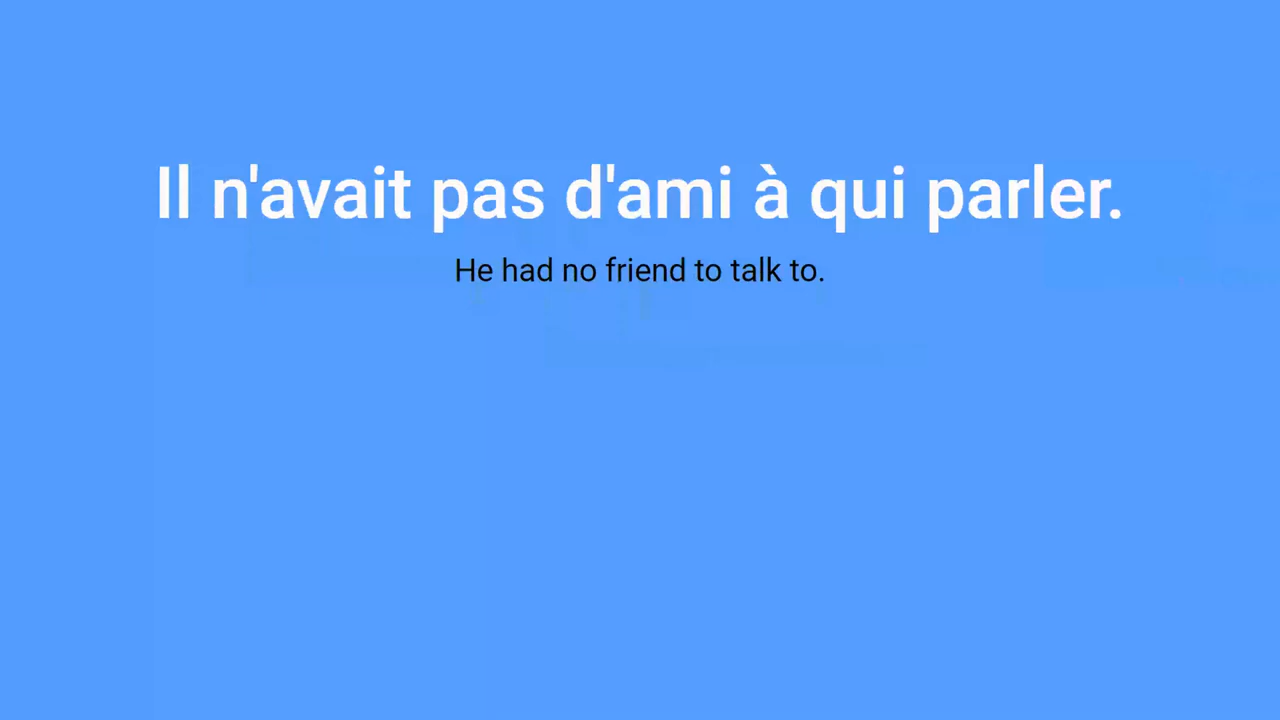 Il n'avait pas d'ami à qui parler.
He had no friend to talk to.